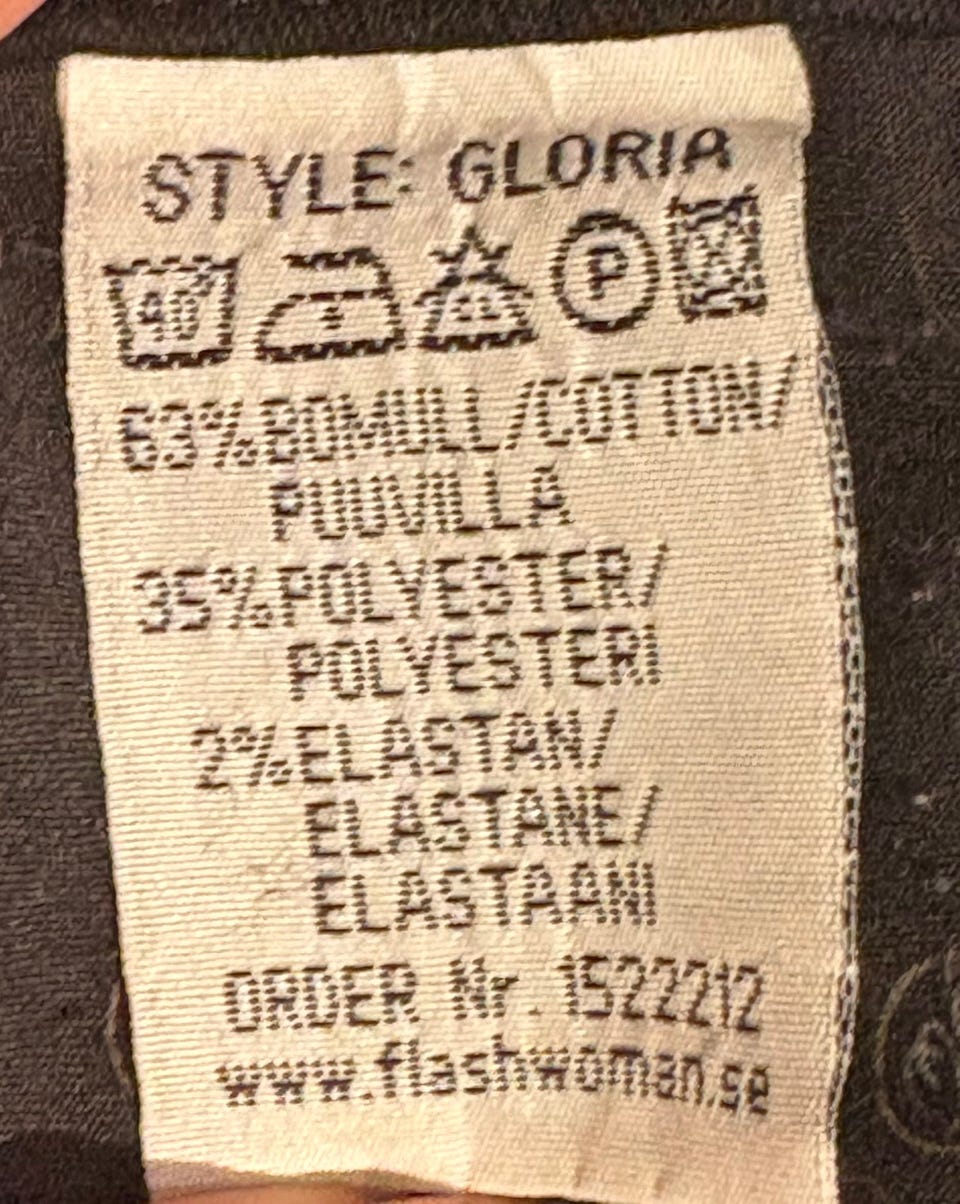 STYLE: GLORIA
40 P
63%BOMULL/COTTON/
PUUVILLA
35%POLYESTER/
POLYESTERI
2%ELASTAN/
ELASTANE/
ELASTAANI
ORDER Nr. 1522212
www.flashwoman.se